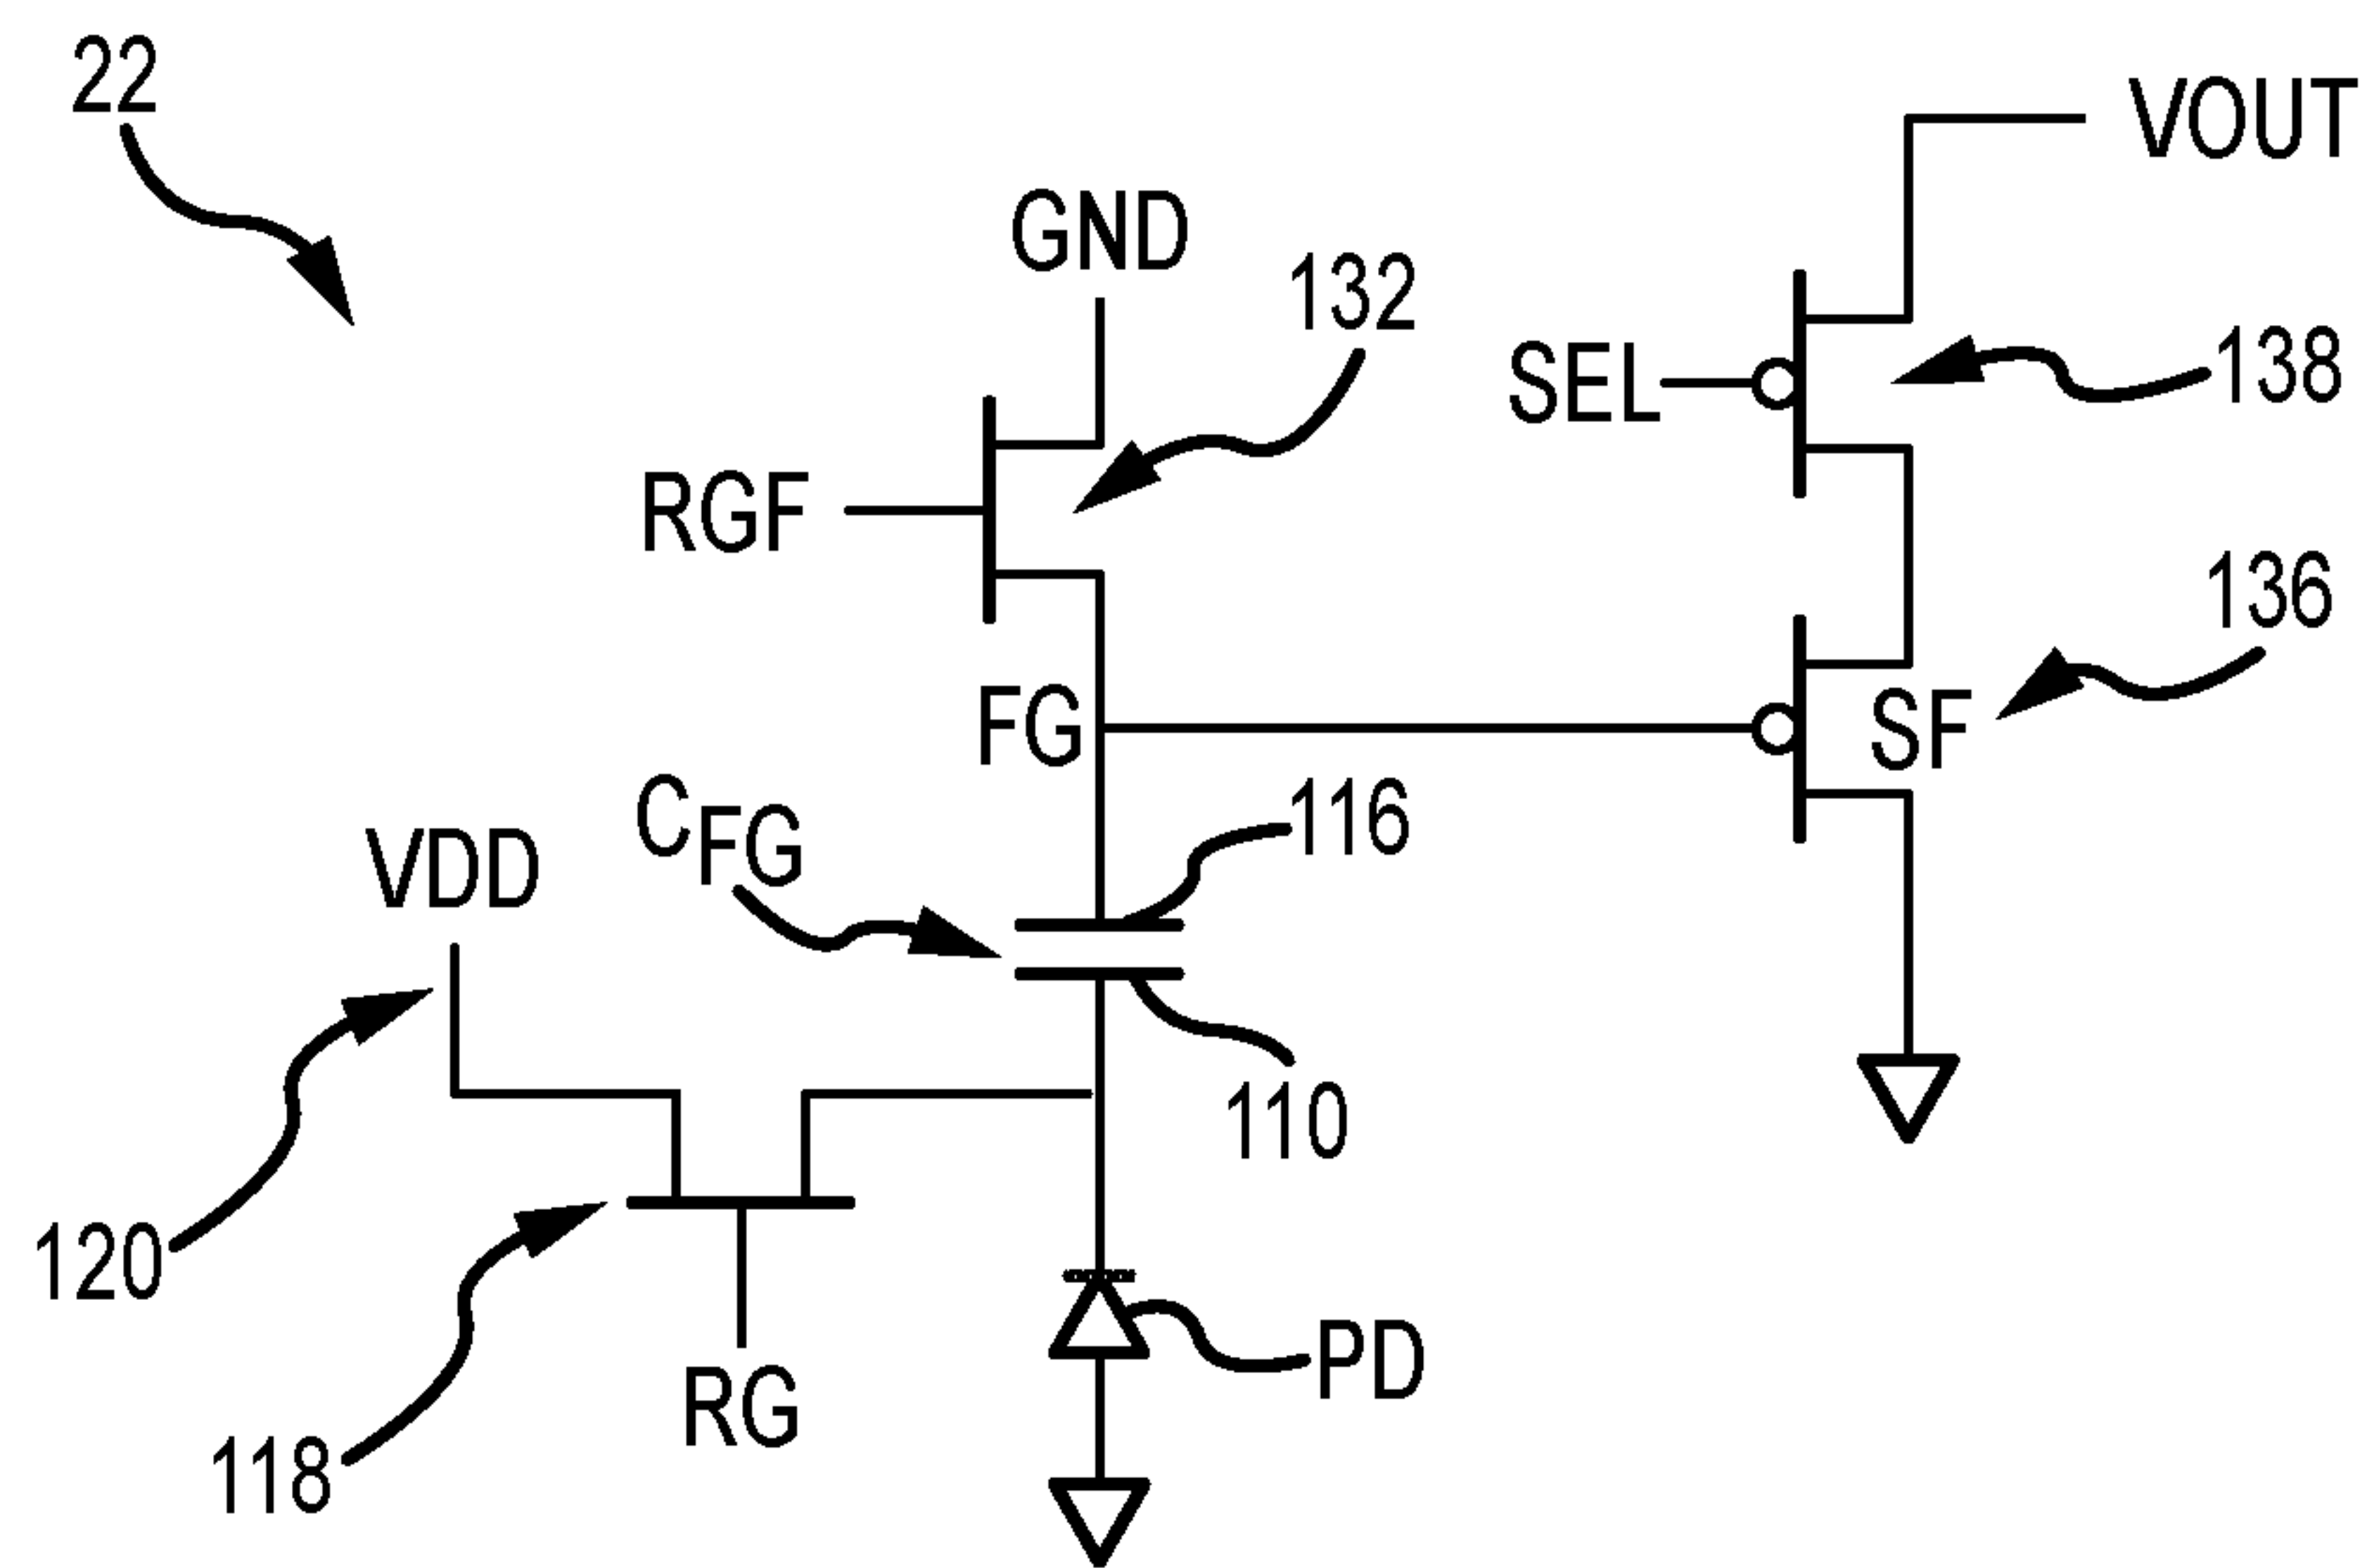 22
VOUT
GND
132
SEL
138
RGF
136
FG
SF
CFG
116
VDD
110
120
PD
RG
118